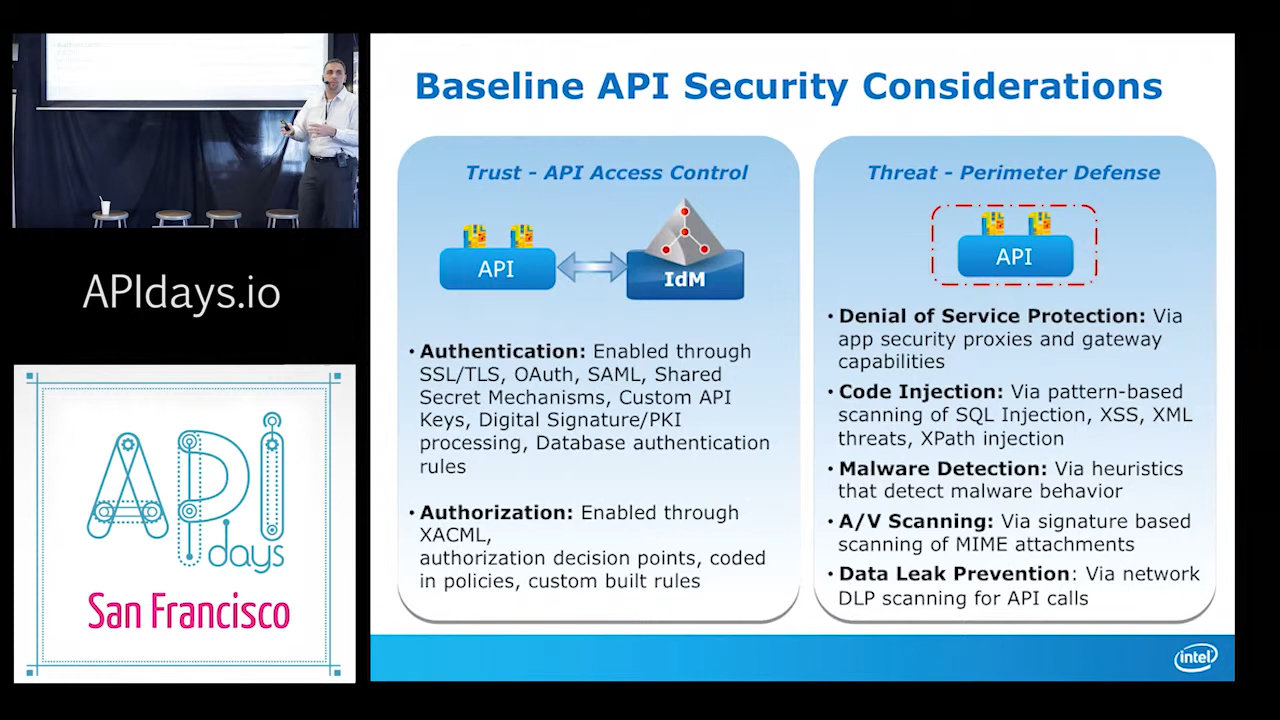 APIdays.io
API
days
San Francisco
Baseline API Security Considerations
Trust - API Access Control
API
IdM
• Authentication: Enabled through
SSL/TLS, OAuth, SAML, Shared
Secret Mechanisms, Custom API
Keys, Digital Signature/PKI
processing, Database authentication
rules
• Authorization: Enabled through
XACML,
authorization decision points, coded
in policies, custom built rules
Threat - Perimeter Defense
API
• Denial of Service Protection: Via
app security proxies and gateway
capabilities
• Code Injection: Via pattern-based
scanning of SQL Injection, XSS, XML
threats, XPath injection
• Malware Detection: Via heuristics
that detect malware behavior
• A/V Scanning: Via signature based
scanning of MIME attachments
• Data Leak Prevention: Via network
DLP scanning for API calls
intel